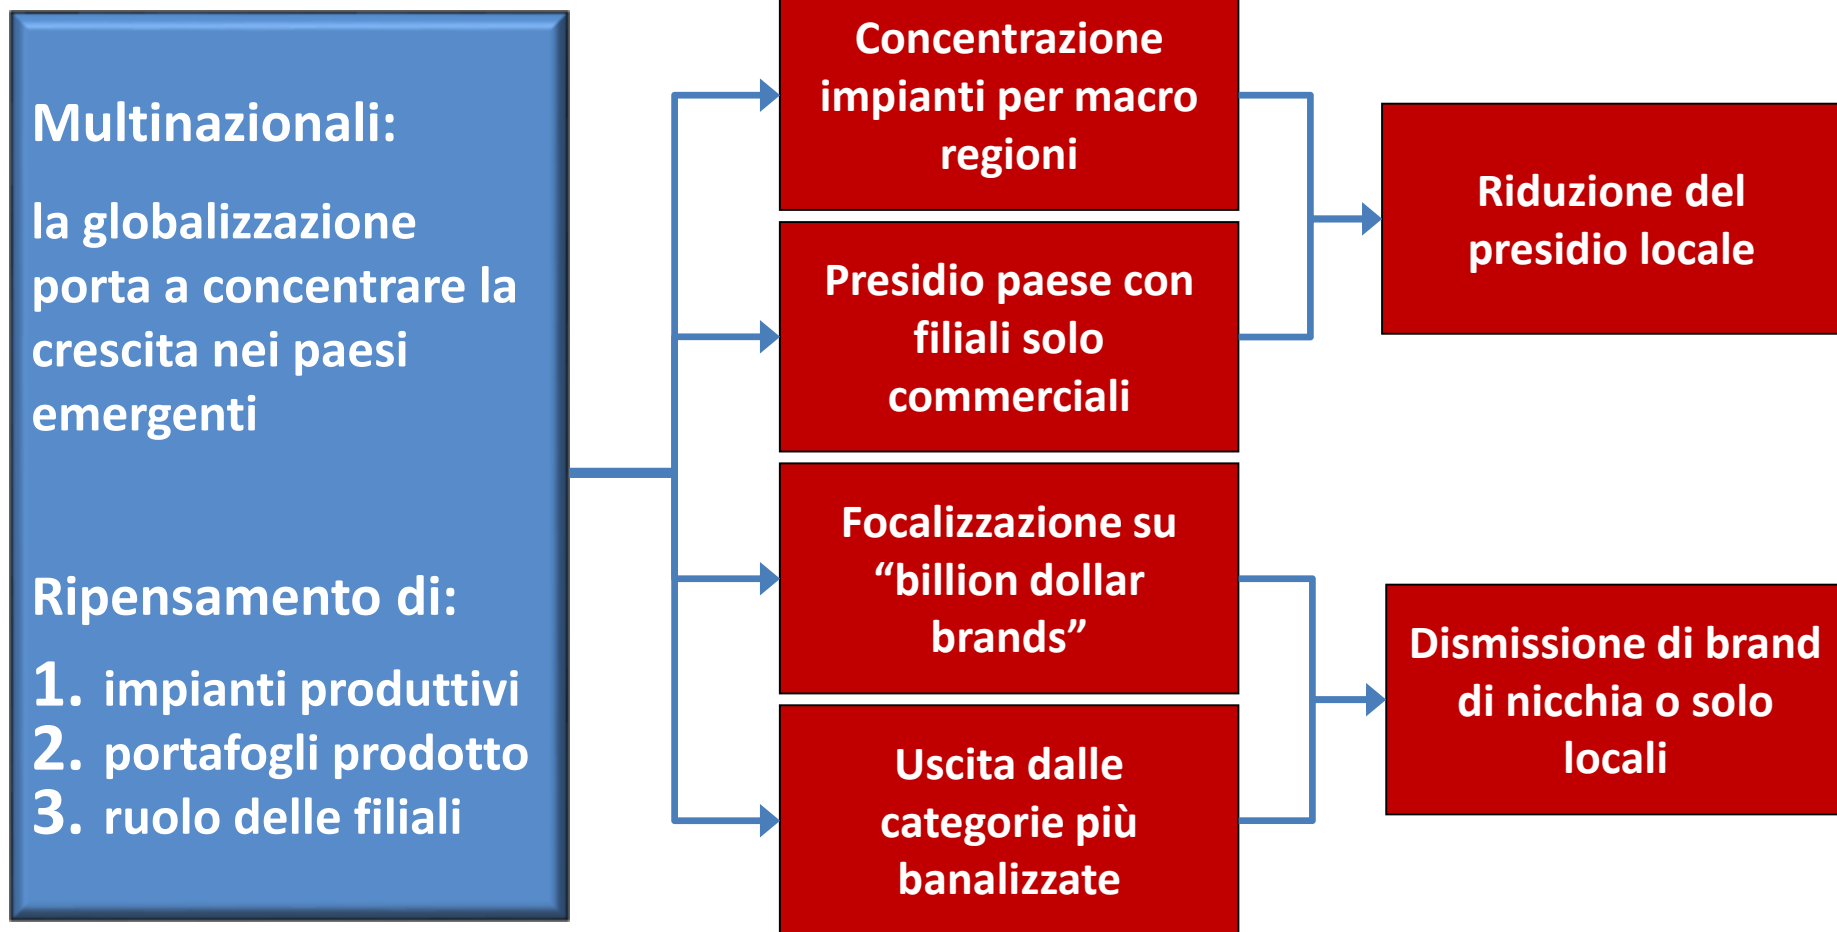 Multinazionali:
la globalizzazione
porta a concentrare la
crescita nei paesi
emergenti
Ripensamento di:
1. impianti produttivi
2. portafogli prodotto
3. ruolo delle filiali
Concentrazione
impianti per macro
regioni
Presidio paese con
filiali solo
commerciali
Focalizzazione su
“billion dollar
brands”
Uscita dalle
categorie più
banalizzate
Riduzione del
presidio locale
Dismissione di brand
di nicchia o solo
locali